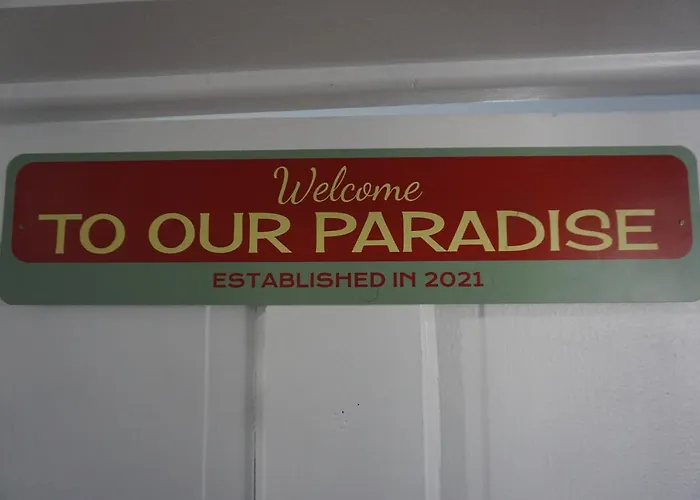 Welcome
TO OUR PARADISE
ESTABLISHED IN 2021